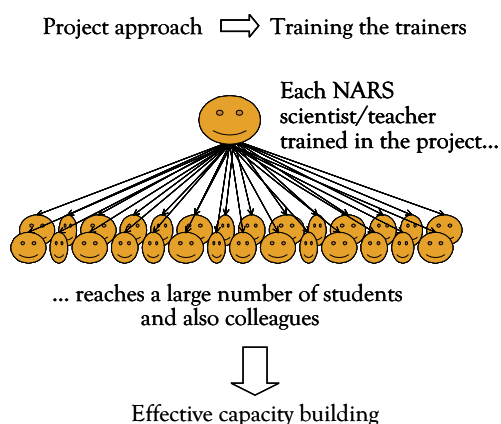 Project approach Training the trainers
Each NARS
scientist/teacher
trained in the project...
... reaches a large number of students
and also colleagues
Effective capacity building